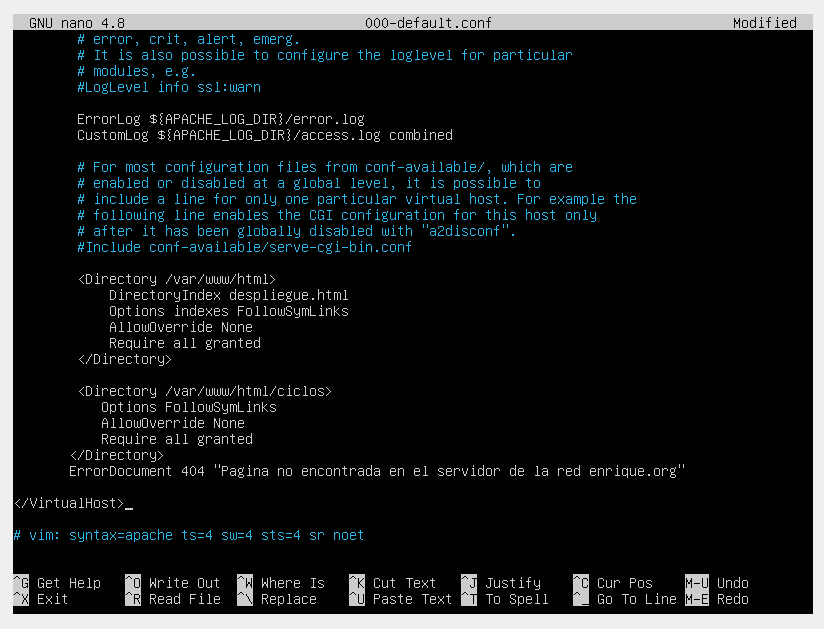 GNU nano 4.8 000-default.conf Modified
# error, crit, alert, emerg.
# It is also possible to configure the loglevel for particular
# modules, e.g.
#LogLevel info ssl:warn
ErrorLog ${APACHE_LOG_DIR}/error.log
CustomLog ${APACHE_LOG_DIR}/access.log combined
# For most configuration files from conf-available/, which are
# enabled or disabled at a global level, it is possible to
# include a line for only one particular virtual host. For example the
# following line enables the CGI configuration for this host only
# after it has been globally disabled with "a2disconf".
#Include conf-available/serve-cgi-bin.conf
<Directory /var/www/html>
DirectoryIndex despliegue.html
Options indexes FollowSymLinks
AllowOverride None
Require all granted
</Directory>
<Directory /var/www/html/ciclos>
Options FollowSymLinks
AllowOverride None
Require all granted
</Directory>
ErrorDocument 404 "Pagina no encontrada en el servidor de la red enrique.org"
</VirtualHost>_
# vim: syntax=apache ts=4 sw=4 sts=4 sr noet
^G Get Help ^O Write Out ^W Where Is ^K Cut Text ^J Justify ^C Cur Pos M-U Undo
^X Exit ^R Read File ^\ Replace ^U Paste Text ^T To Spell ^_ Go To Line M-E Redo